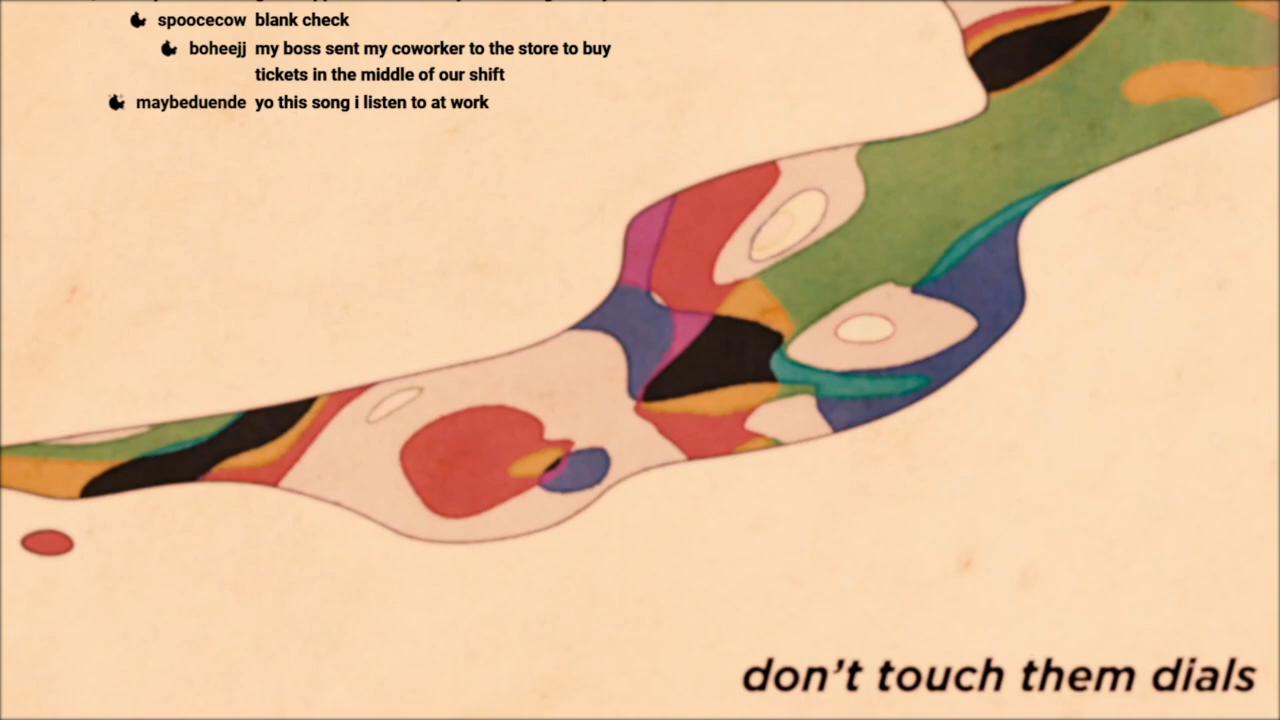 spoocecow blank check
boheejj my boss sent my coworker to the store to buy
tickets in the middle of our shift
maybeduende yo this song i listen to at work
don't touch them dials